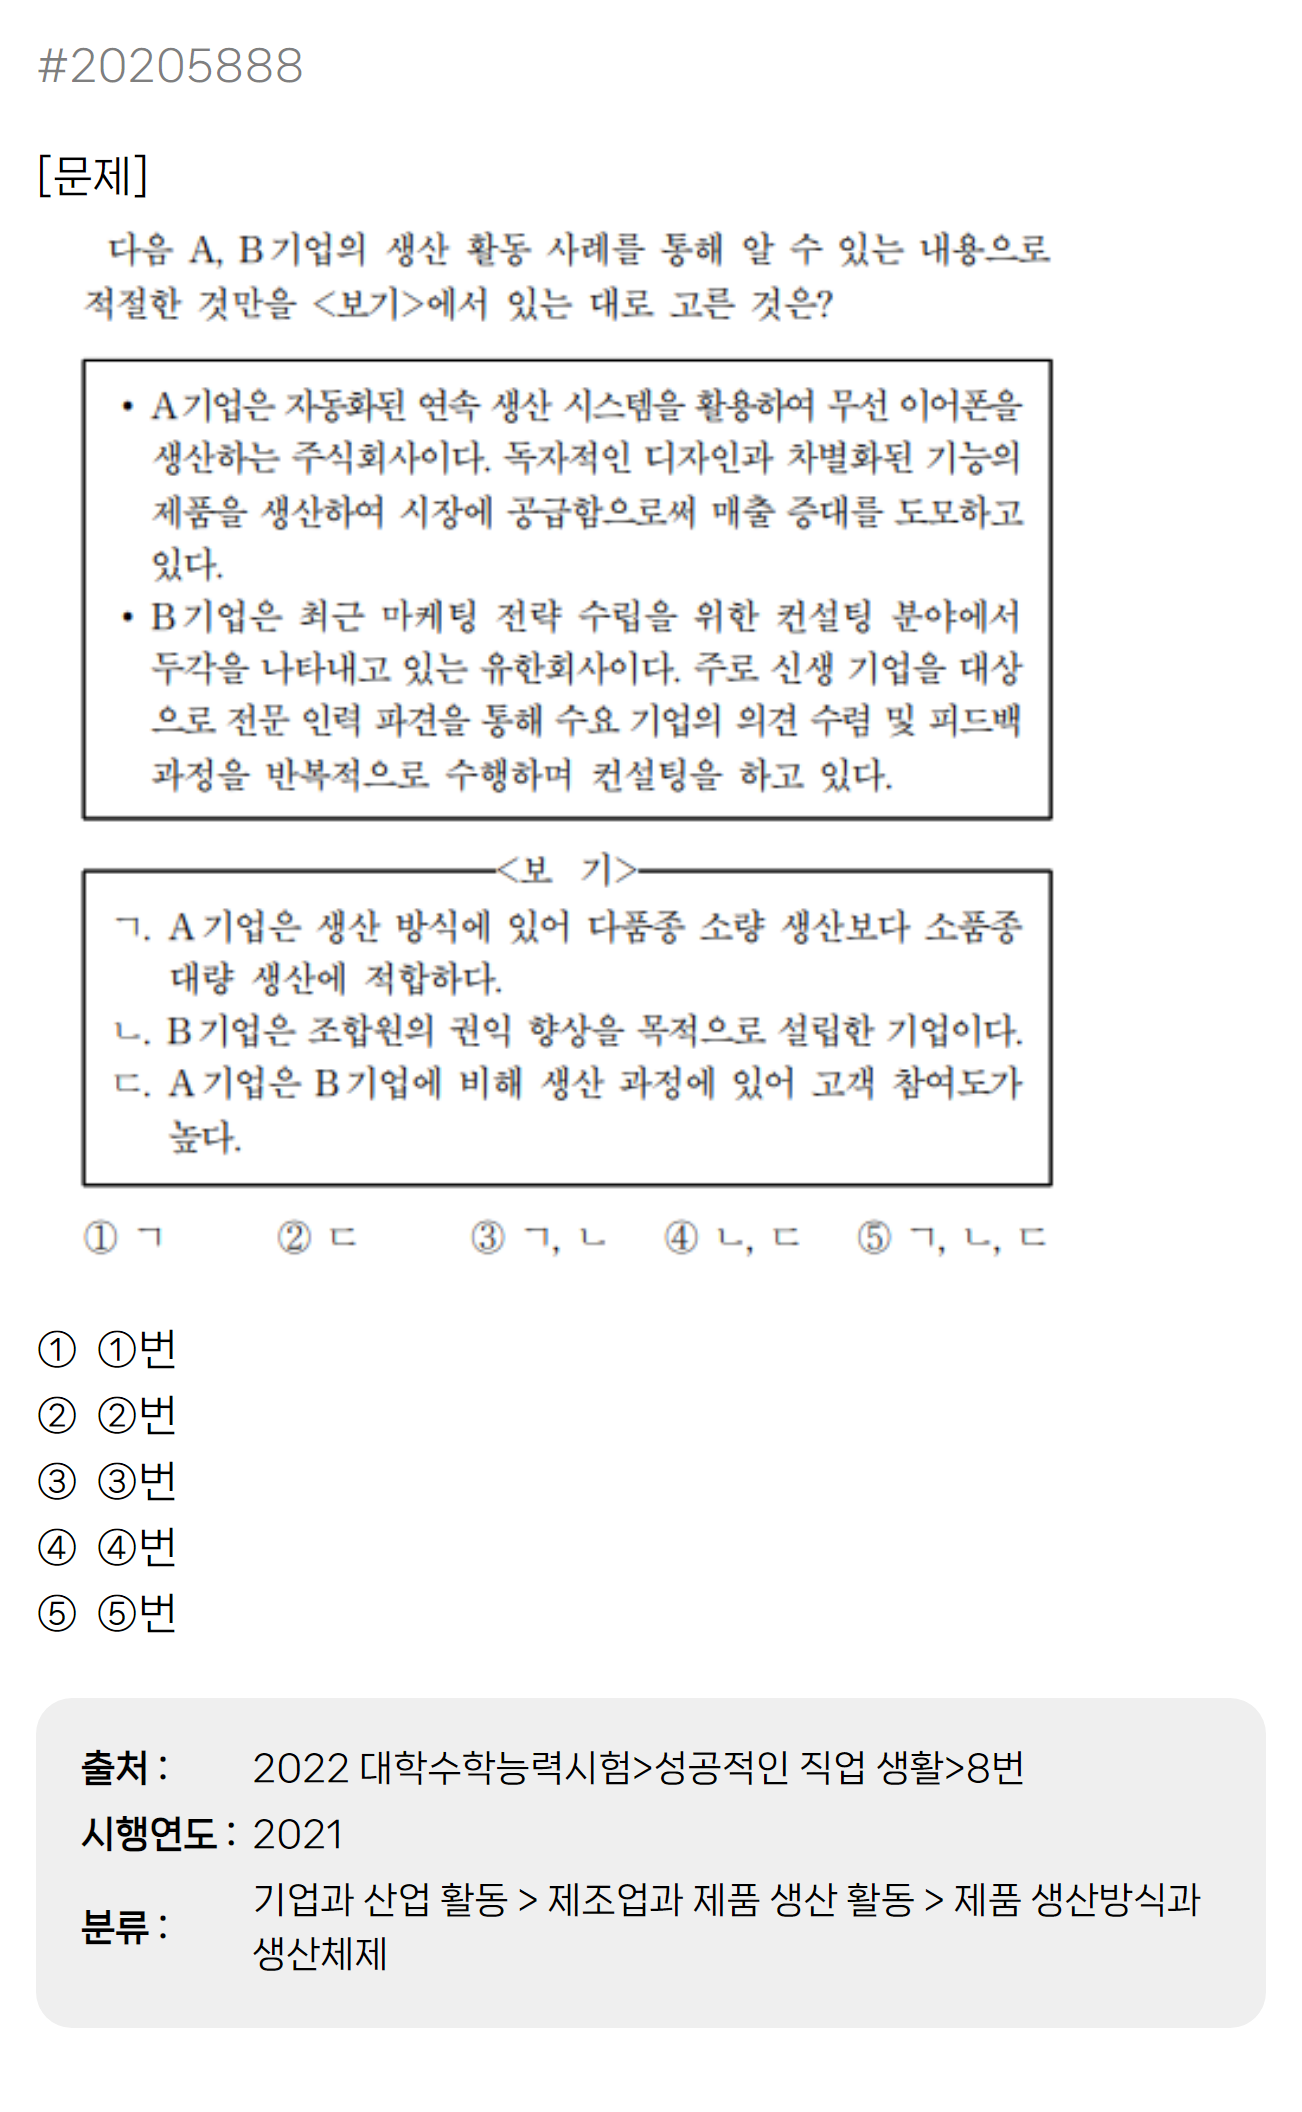 #20205888
[문제]
다음 A, B기업의 생산 활동 사례를 통해 알 수 있는 내용으로
적절한 것만을 <보기>에서 있는 대로 고른 것은?
• A기업은 자동화된 연속 생산 시스템을 활용하여 무선 이어폰을
생산하는 주식회사이다. 독자적인 디자인과 차별화된 기능의
제품을 생산하여 시장에 공급함으로써 매출 증대를 도모하고
있다.
• B기업은 최근 마케팅 전략 수립을 위한 컨설팅 분야에서
두각을 나타내고 있는 유한회사이다. 주로 신생 기업을 대상
으로 전문 인력 파견을 통해 수요 기업의 의견 수렴 및 피드백
과정을 반복적으로 수행하며 컨설팅을 하고 있다.
<보 기>
ㄱ. A기업은 생산 방식에 있어 다품종 소량 생산보다 소품종
대량 생산에 적합하다.
ㄴ. B기업은 조합원의 권익 향상을 목적으로 설립한 기업이다.
ㄷ. A기업은 B기업에 비해 생산 과정에 있어 고객 참여도가
높다.
① ㄱ ② ㄷ ③ ㄱ, ㄴ ④ ㄴ, ㄷ ⑤ ㄱ, ㄴ, ㄷ
① ①번
② ②번
③ ③번
④ ④번
⑤ ⑤번
출처 : 2022 대학수학능력시험>성공적인 직업 생활>8번
시행연도 : 2021
분류 : 기업과 산업 활동 > 제조업과 제품 생산 활동 > 제품 생산방식과
생산체제